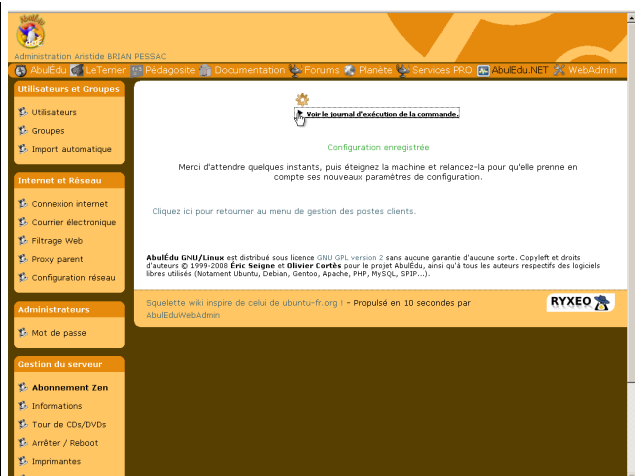 AbulÉdu
Administration Aristide BRIAN PESSAC
AbulÉdu LeTerrier Pédagosite Documentation Forums Planète Services PRO AbulEdu.NET WebAdmin
Utilisateurs et Groupes
Utilisateurs
Groupes
Import automatique
Internet et Réseau
Connexion internet
Courrier électronique
Filtrage Web
Proxy parent
Configuration réseau
Administrateurs
Mot de passe
Gestion du serveur
Abonnement Zen
Informations
Tour de CDs/DVDs
Arrêter / Reboot
Imprimantes
Voir le journal d'exécution de la commande.
Configuration enregistrée
Merci d'attendre quelques instants, puis éteignez la machine et relancez-la pour qu'elle prenne en
compte ses nouveaux paramètres de configuration.
Cliquez ici pour retourner au menu de gestion des postes clients.
AbulÉdu GNU/Linux est distribué sous licence GNU GPL version 2 sans aucune garantie d'aucune sorte. Copyleft et droits
d'auteurs © 1999-2008 Éric Seigne et Olivier Cortès pour le projet AbulÉdu, ainsi qu'à tous les auteurs respectifs des logiciels
libres utilisés (Notament Ubuntu, Debian, Gentoo, Apache, PHP, MySQL, SPIP...).
Squelette wiki inspire de celui de ubuntu-fr.org ! - Propulsé en 10 secondes par
AbulEduWebAdmin
RYXEO